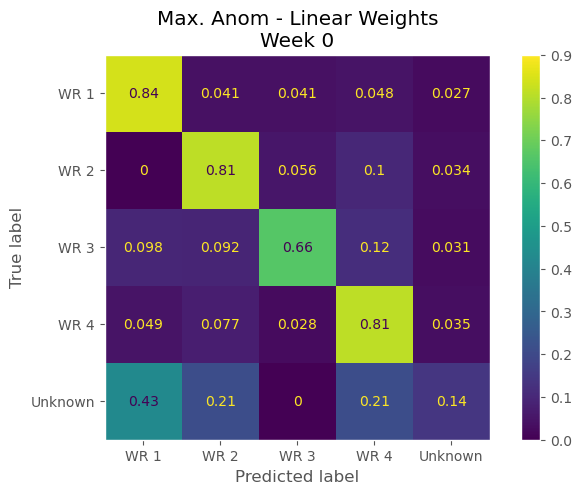 Max. Anom - Linear Weights
Week 0
WR 1 0.84 0.041 0.041 0.048 0.027
WR 2 0 0.81 0.056 0.1 0.034
WR 3 0.098 0.092 0.66 0.12 0.031
WR 4 0.049 0.077 0.028 0.81 0.035
Unknown 0.43 0.21 0 0.21 0.14
WR 1 WR 2 WR 3 WR 4 Unknown
Predicted label
True label
0.9
0.8
0.7
0.6
0.5
0.4
0.3
0.2
0.1
0.0